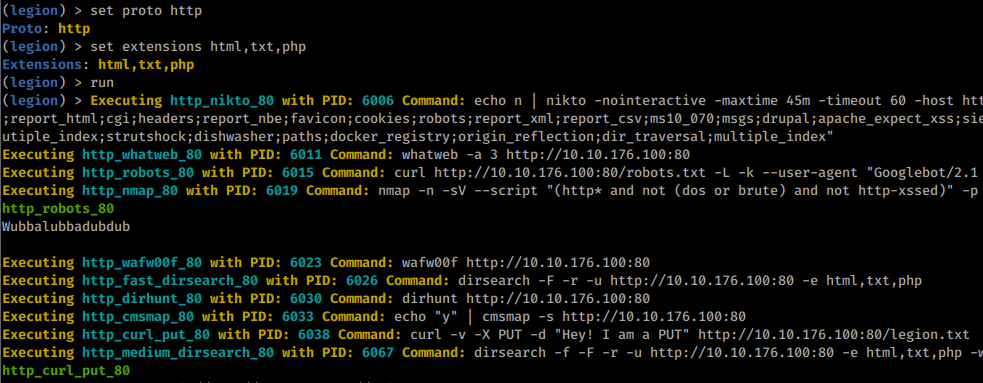 (legion) > set proto http
Proto: http
(legion) > set extensions html,txt,php
Extensions: html,txt,php
(legion) > run
(legion) > Executing http_nikto_80 with PID: 6006 Command: echo n | nikto -nointeractive -maxtime 45m -timeout 60 -host htt
;report_html;cgi;headers;report_nbe;favicon;cookies;robots;report_xml;report_csv;ms10_070;msgs;drupal;apache_expect_xss;sie
utiple_index;strutshock;dishwasher;paths;docker_registry;origin_reflection;dir_traversal;multiple_index"
Executing http_whatweb_80 with PID: 6011 Command: whatweb -a 3 http://10.10.176.100:80
Executing http_robots_80 with PID: 6015 Command: curl http://10.10.176.100:80/robots.txt -L -k --user-agent "Googlebot/2.1
Executing http_nmap_80 with PID: 6019 Command: nmap -n -sV --script "(http* and not (dos or brute) and not http-xssed)" -p
http_robots_80
Wubbalubbadubdub
Executing http_wafw00f_80 with PID: 6023 Command: wafw00f http://10.10.176.100:80
Executing http_fast_dirsearch_80 with PID: 6026 Command: dirsearch -F -r -u http://10.10.176.100:80 -e html,txt,php
Executing http_dirhunt_80 with PID: 6030 Command: dirhunt http://10.10.176.100:80
Executing http_cmsmap_80 with PID: 6033 Command: echo "y" | cmsmap -s http://10.10.176.100:80
Executing http_curl_put_80 with PID: 6038 Command: curl -v -X PUT -d "Hey! I am a PUT" http://10.10.176.100:80/legion.txt
Executing http_medium_dirsearch_80 with PID: 6067 Command: dirsearch -f -F -r -u http://10.10.176.100:80 -e html,txt,php -w
http_curl_put_80